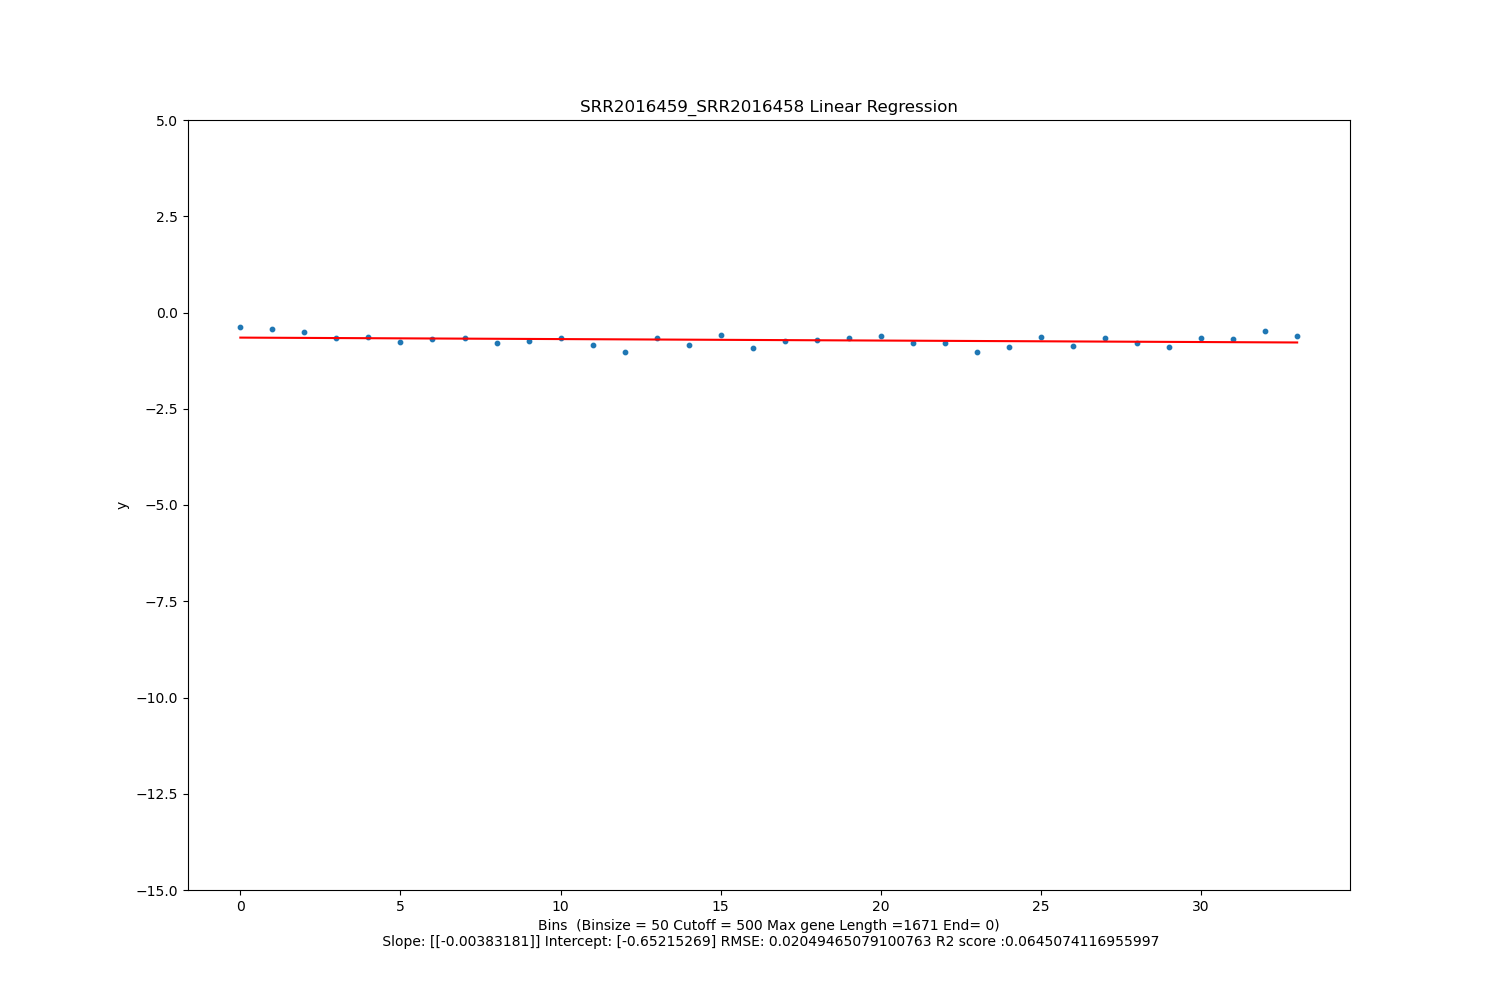 SRR2016459_SRR2016458 Linear Regression
5.0
2.5
0.0
−2.5
−5.0
−7.5
−10.0
−12.5
−15.0
y
0 5 10 15 20 25 30
Bins  (Binsize = 50 Cutoff = 500 Max gene Length =1671 End= 0)
Slope: [[-0.00383181]] Intercept: [-0.65215269] RMSE: 0.02049465079100763 R2 score :0.0645074116955997